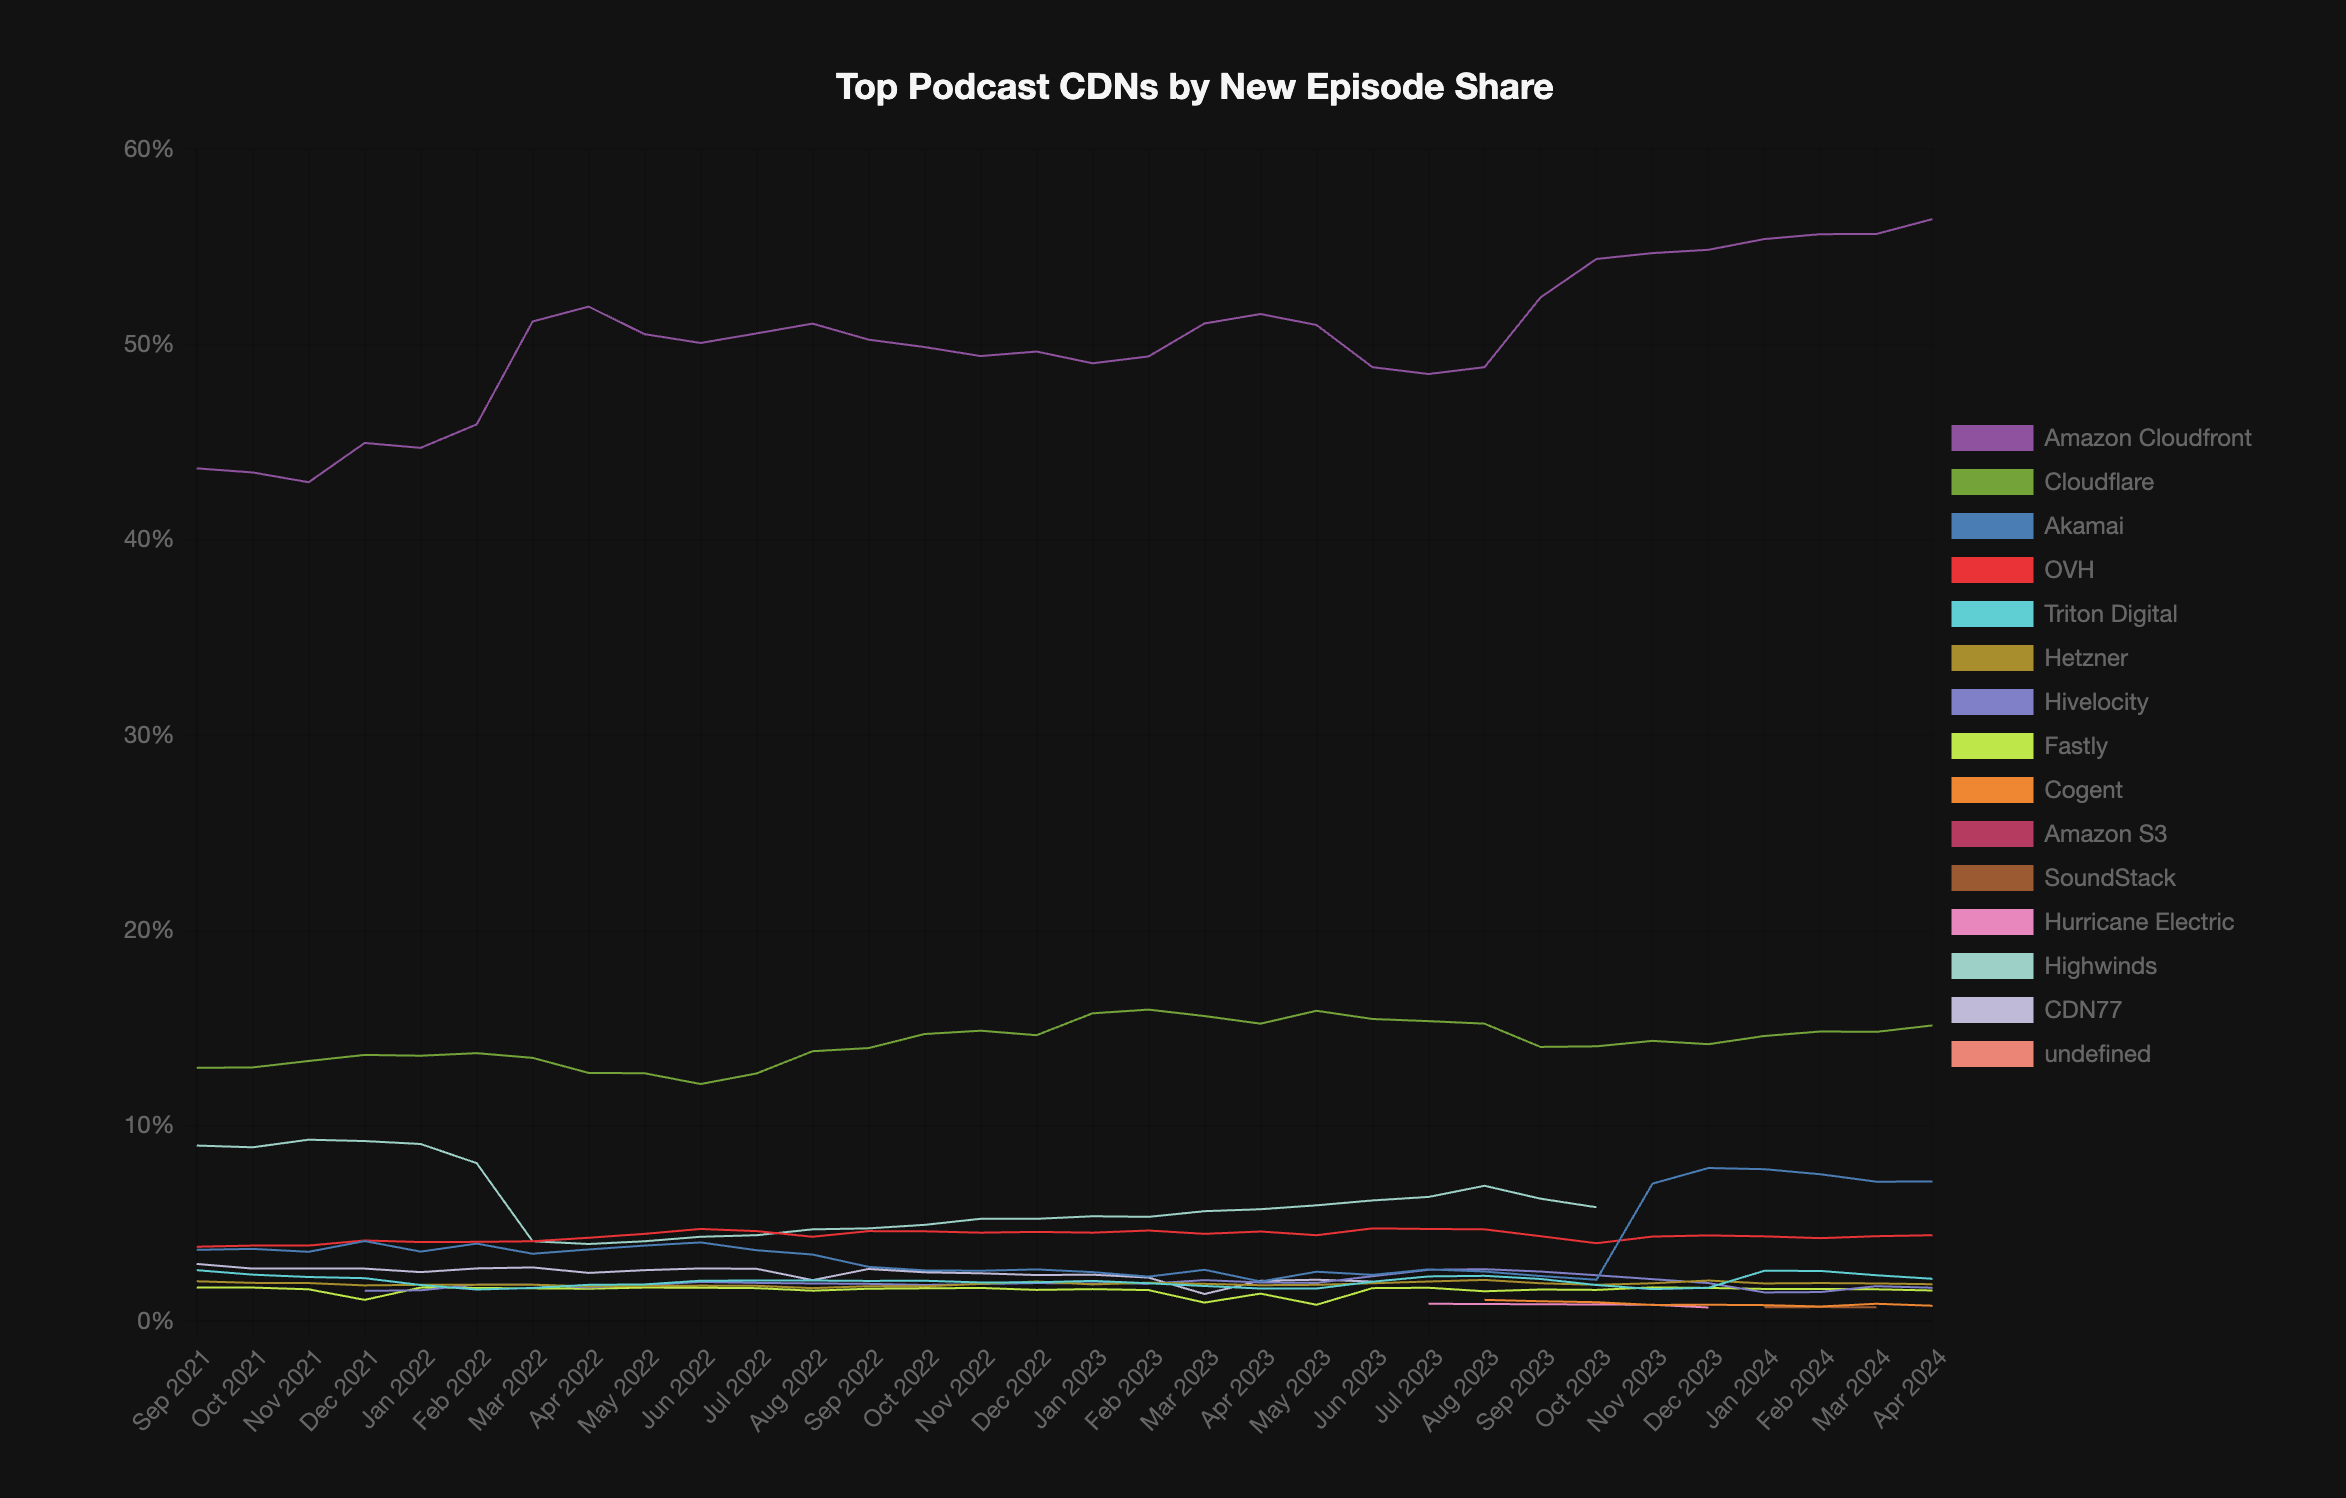 Top Podcast CDNs by New Episode Share
60%
50%
40%
30%
20%
10%
0%
Sep 2021
Oct 2021
Nov 2021
Dec 2021
Jan 2022
Feb 2022
Mar 2022
Apr 2022
May 2022
Jun 2022
Jul 2022
Aug 2022
Sep 2022
Oct 2022
Nov 2022
Dec 2022
Jan 2023
Feb 2023
Mar 2023
Apr 2023
May 2023
Jun 2023
Jul 2023
Aug 2023
Sep 2023
Oct 2023
Nov 2023
Dec 2023
Jan 2024
Feb 2024
Mar 2024
Apr 2024
Amazon Cloudfront
Cloudflare
Akamai
OVH
Triton Digital
Hetzner
Hivelocity
Fastly
Cogent
Amazon S3
SoundStack
Hurricane Electric
Highwinds
CDN77
undefined